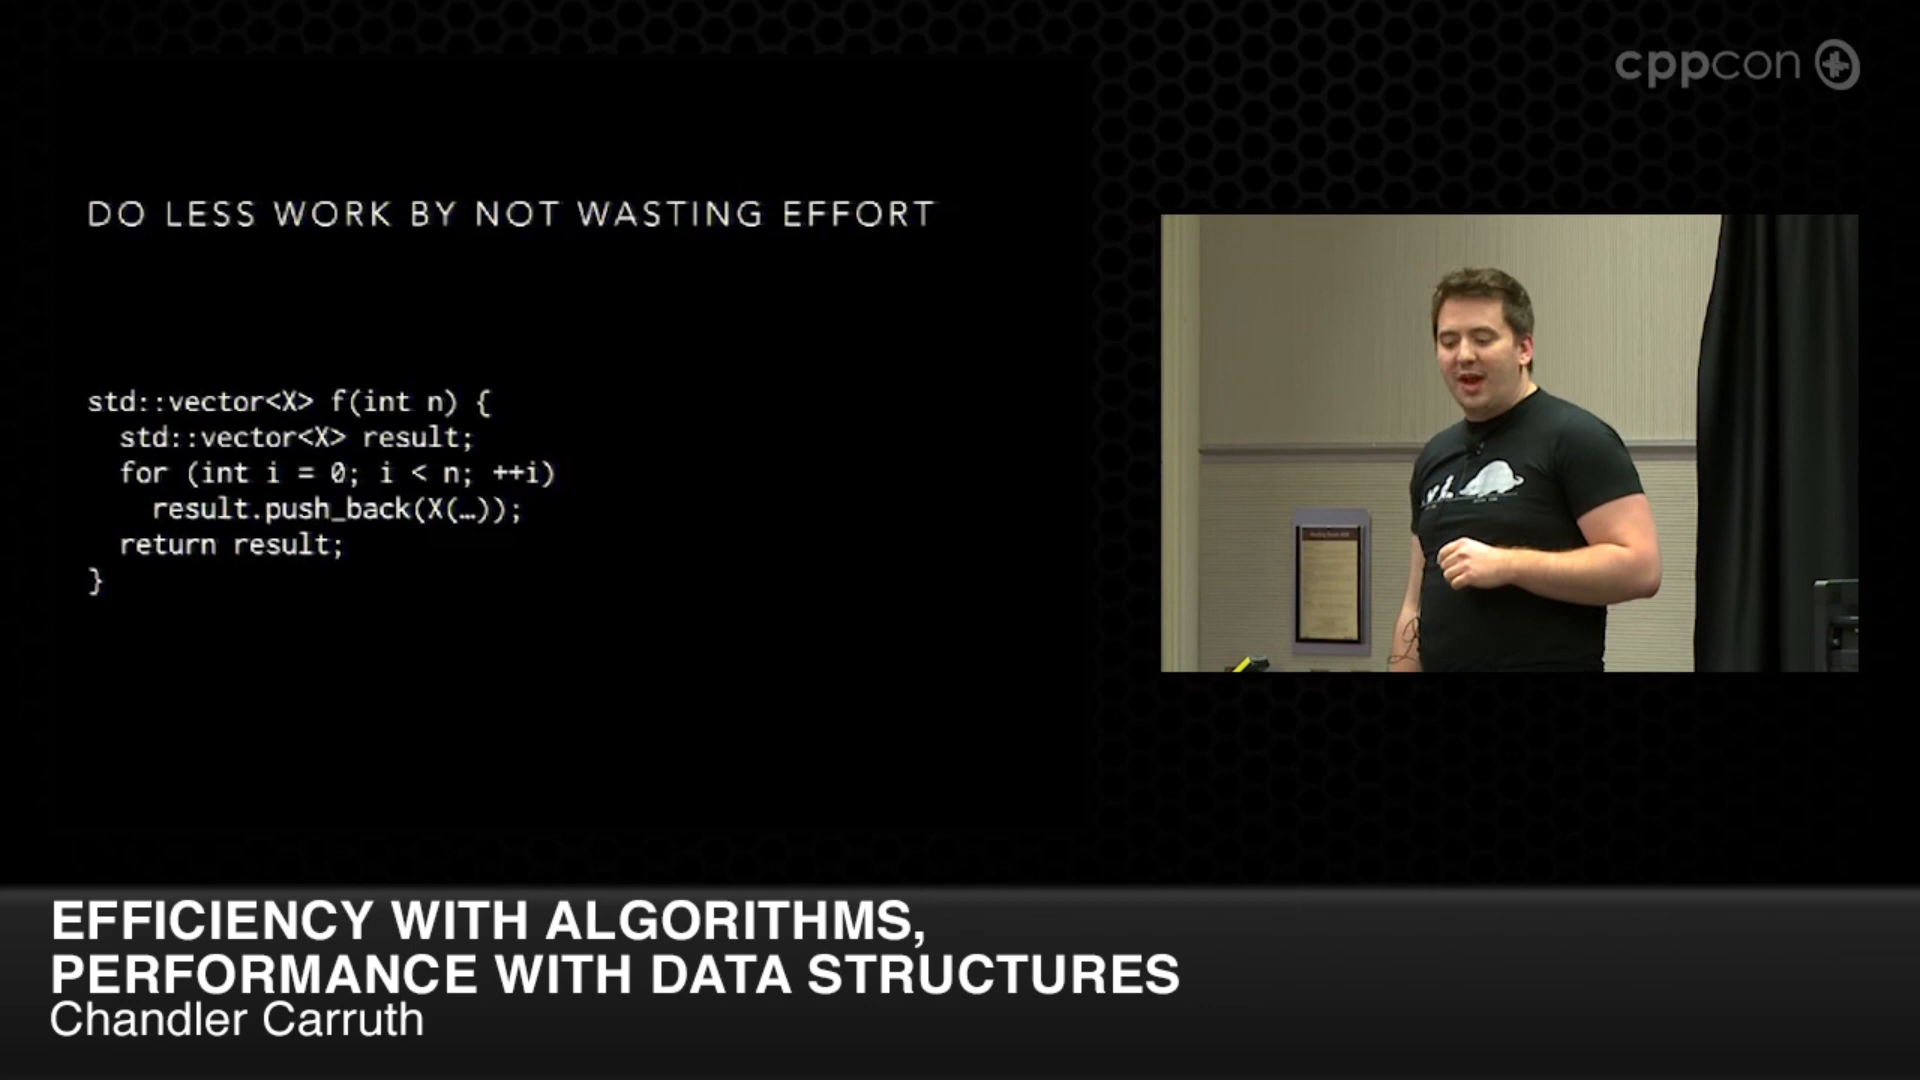 cppcon
DO LESS WORK BY NOT WASTING EFFORT
std::vector<X> f(int n) {
  std::vector<X> result;
  for (int i = 0; i < n; ++i)
    result.push_back(X(…));
  return result;
}
EFFICIENCY WITH ALGORITHMS,
PERFORMANCE WITH DATA STRUCTURES
Chandler Carruth